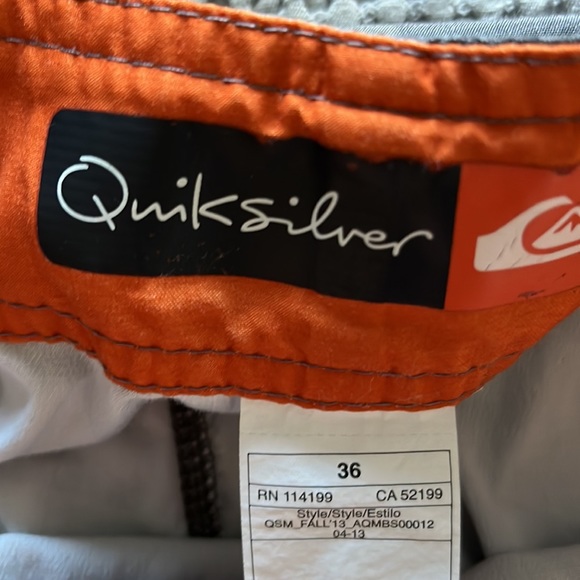 Quiksilver
36
RN 114199 CA 52199
Style/Style/Estilo
QSM_FALL'13_AQMBS00012
04-13